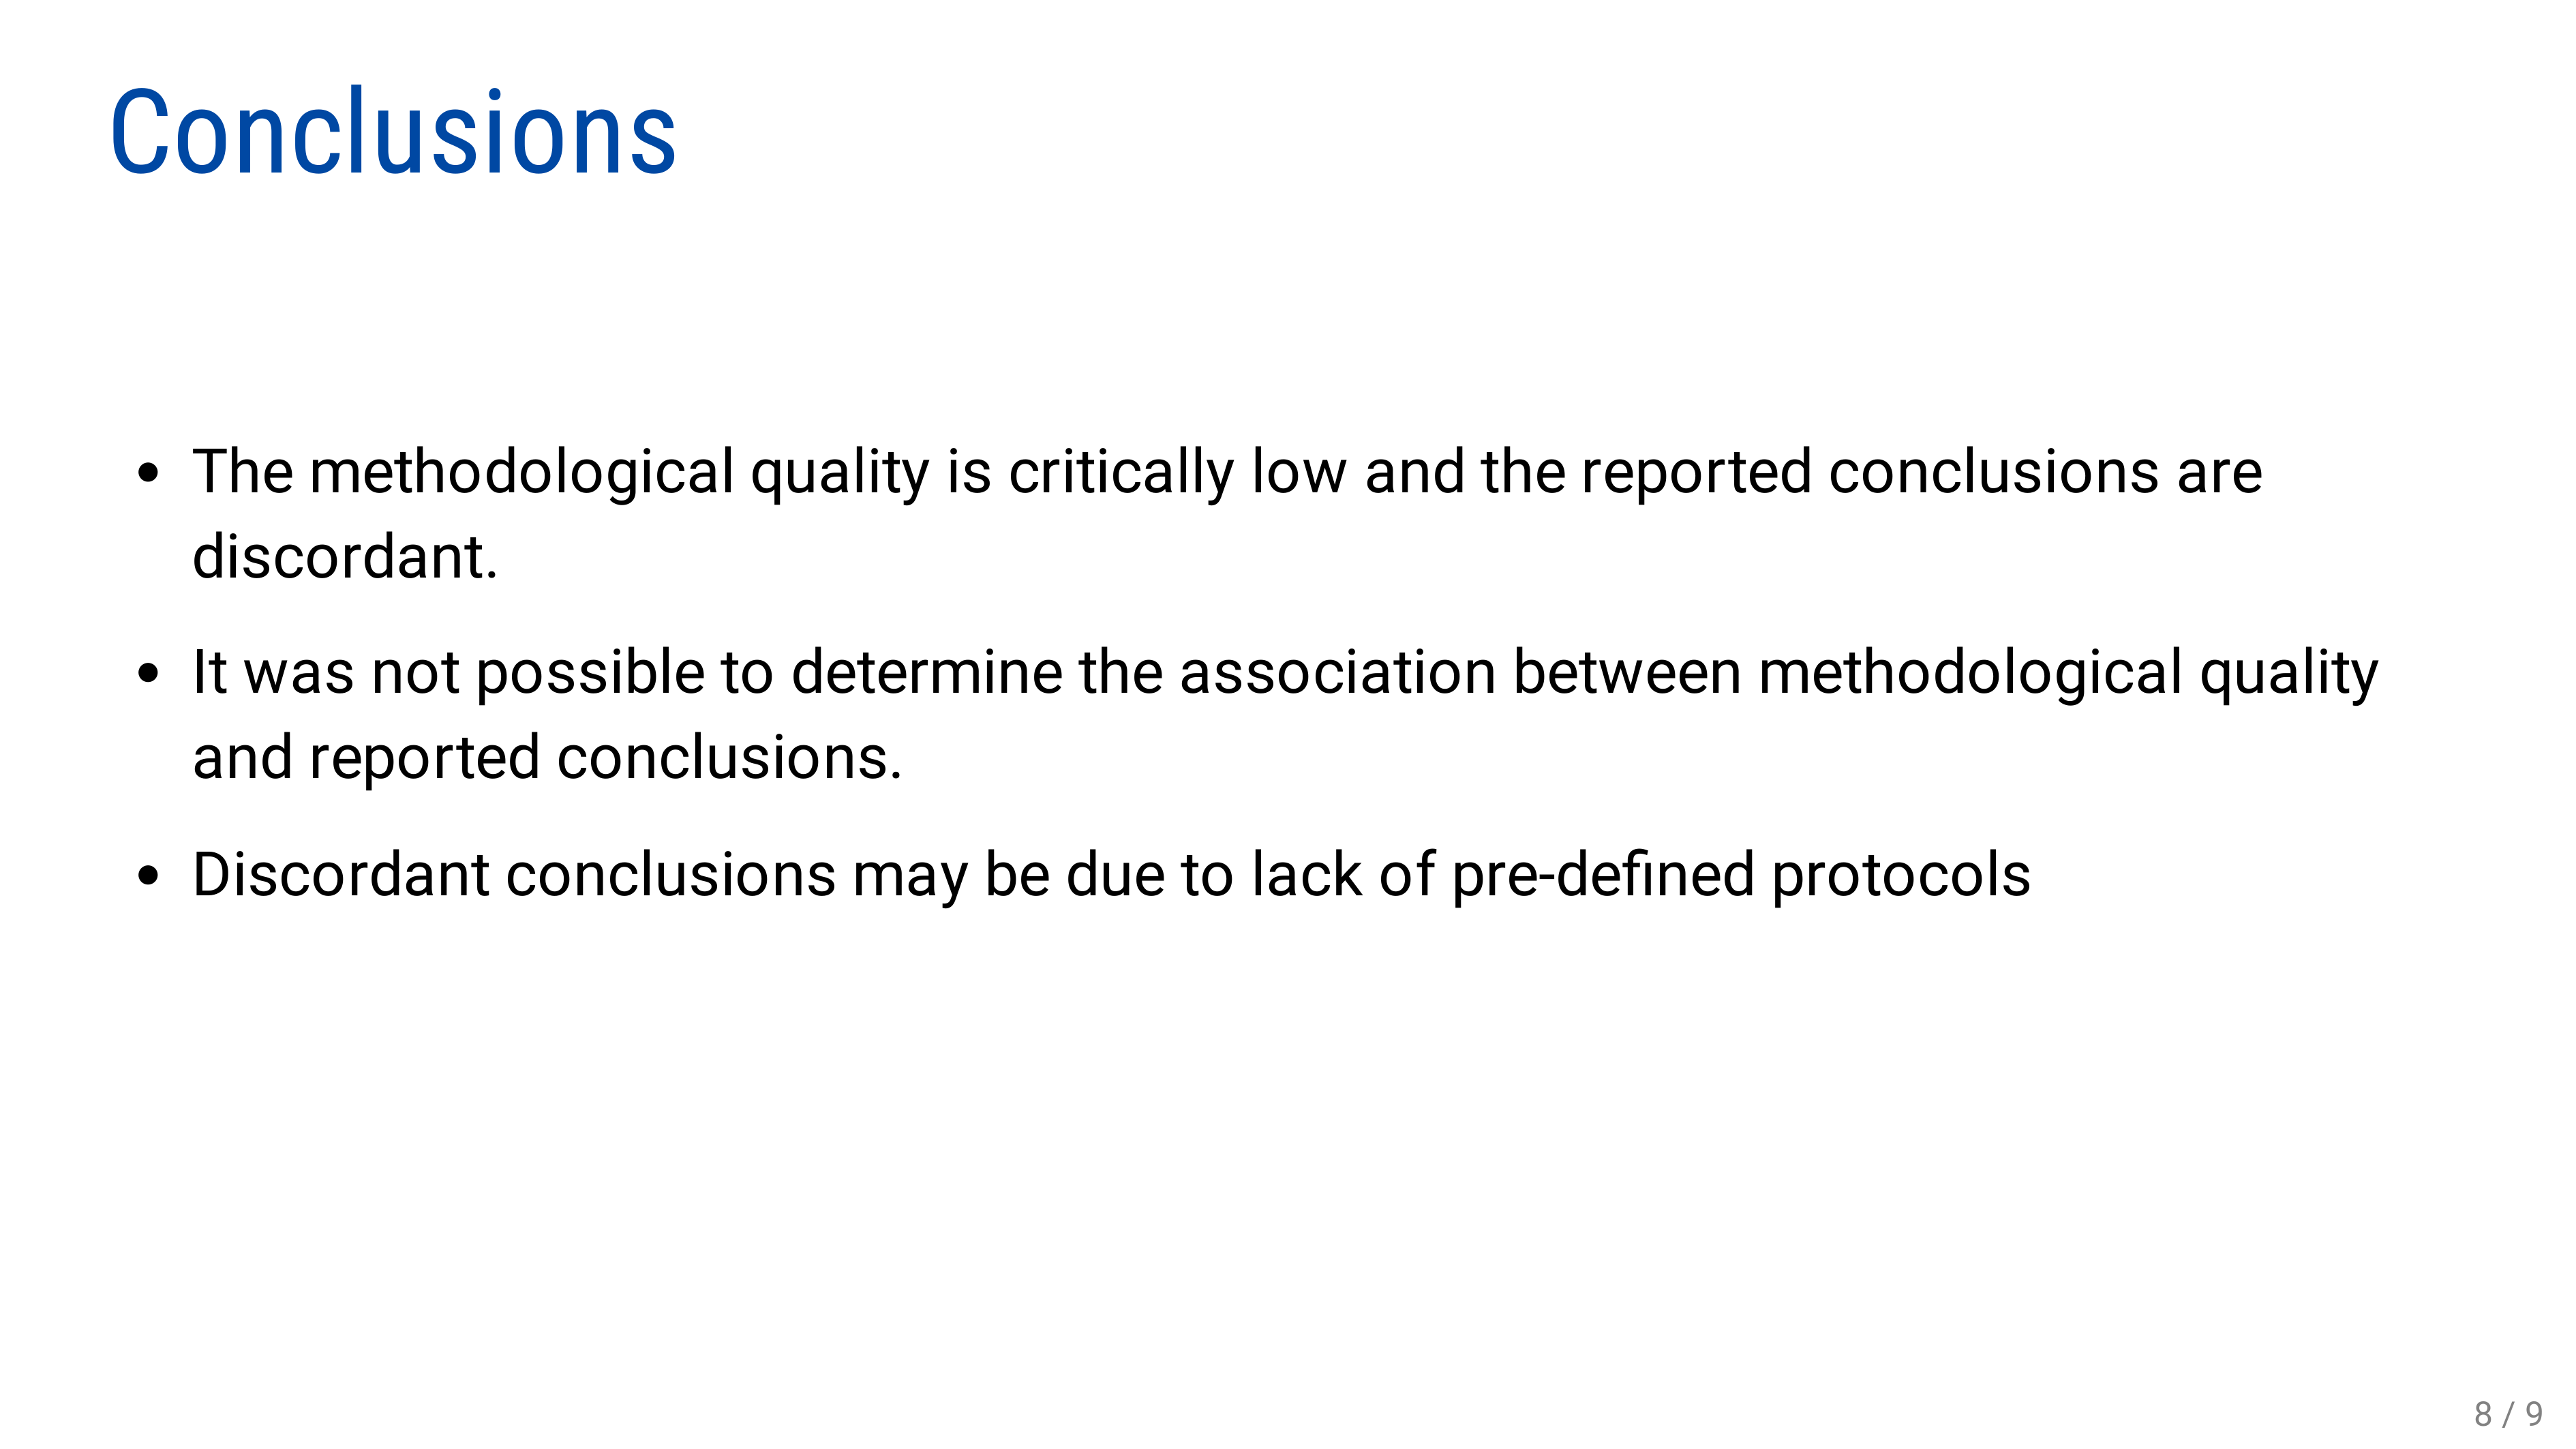 Conclusions
• The methodological quality is critically low and the reported conclusions are
discordant.
• It was not possible to determine the association between methodological quality
and reported conclusions.
• Discordant conclusions may be due to lack of pre-defined protocols
8 / 9